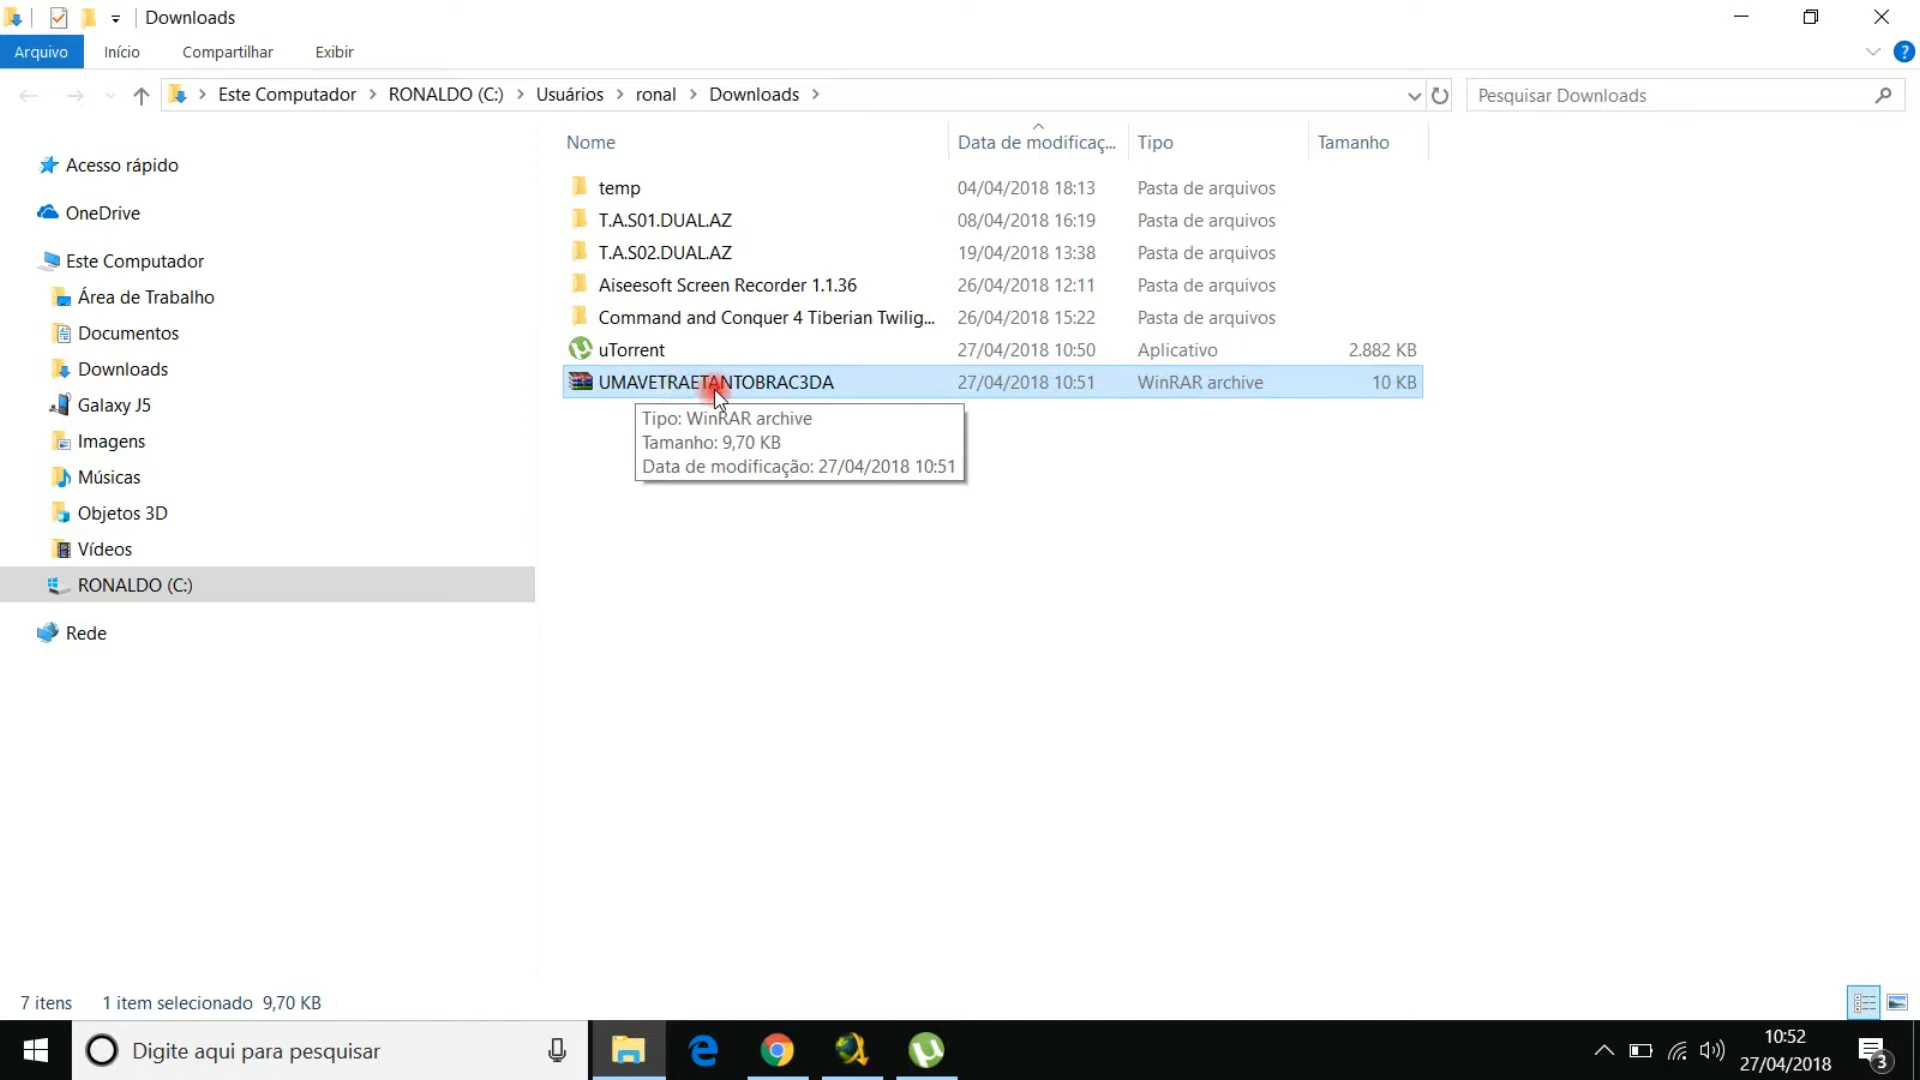 Downloads
Arquivo Início Compartilhar Exibir
Este Computador RONALDO (C:) Usuários ronal Downloads
Pesquisar Downloads
Nome Data de modificaç... Tipo Tamanho
temp 04/04/2018 18:13 Pasta de arquivos
T.A.S01.DUAL.AZ 08/04/2018 16:19 Pasta de arquivos
T.A.S02.DUAL.AZ 19/04/2018 13:38 Pasta de arquivos
Aiseesoft Screen Recorder 1.1.36 26/04/2018 12:11 Pasta de arquivos
Command and Conquer 4 Tiberian Twilig... 26/04/2018 15:22 Pasta de arquivos
uTorrent 27/04/2018 10:50 Aplicativo 2.882 KB
UMAVETRAETANTOBRAC3DA 27/04/2018 10:51 WinRAR archive 10 KB
Tipo: WinRAR archive
Tamanho: 9,70 KB
Data de modificação: 27/04/2018 10:51
Acesso rápido
OneDrive
Este Computador
Área de Trabalho
Documentos
Downloads
Galaxy J5
Imagens
Músicas
Objetos 3D
Vídeos
RONALDO (C:)
Rede
7 itens 1 item selecionado 9,70 KB
Digite aqui para pesquisar
10:52
27/04/2018
3